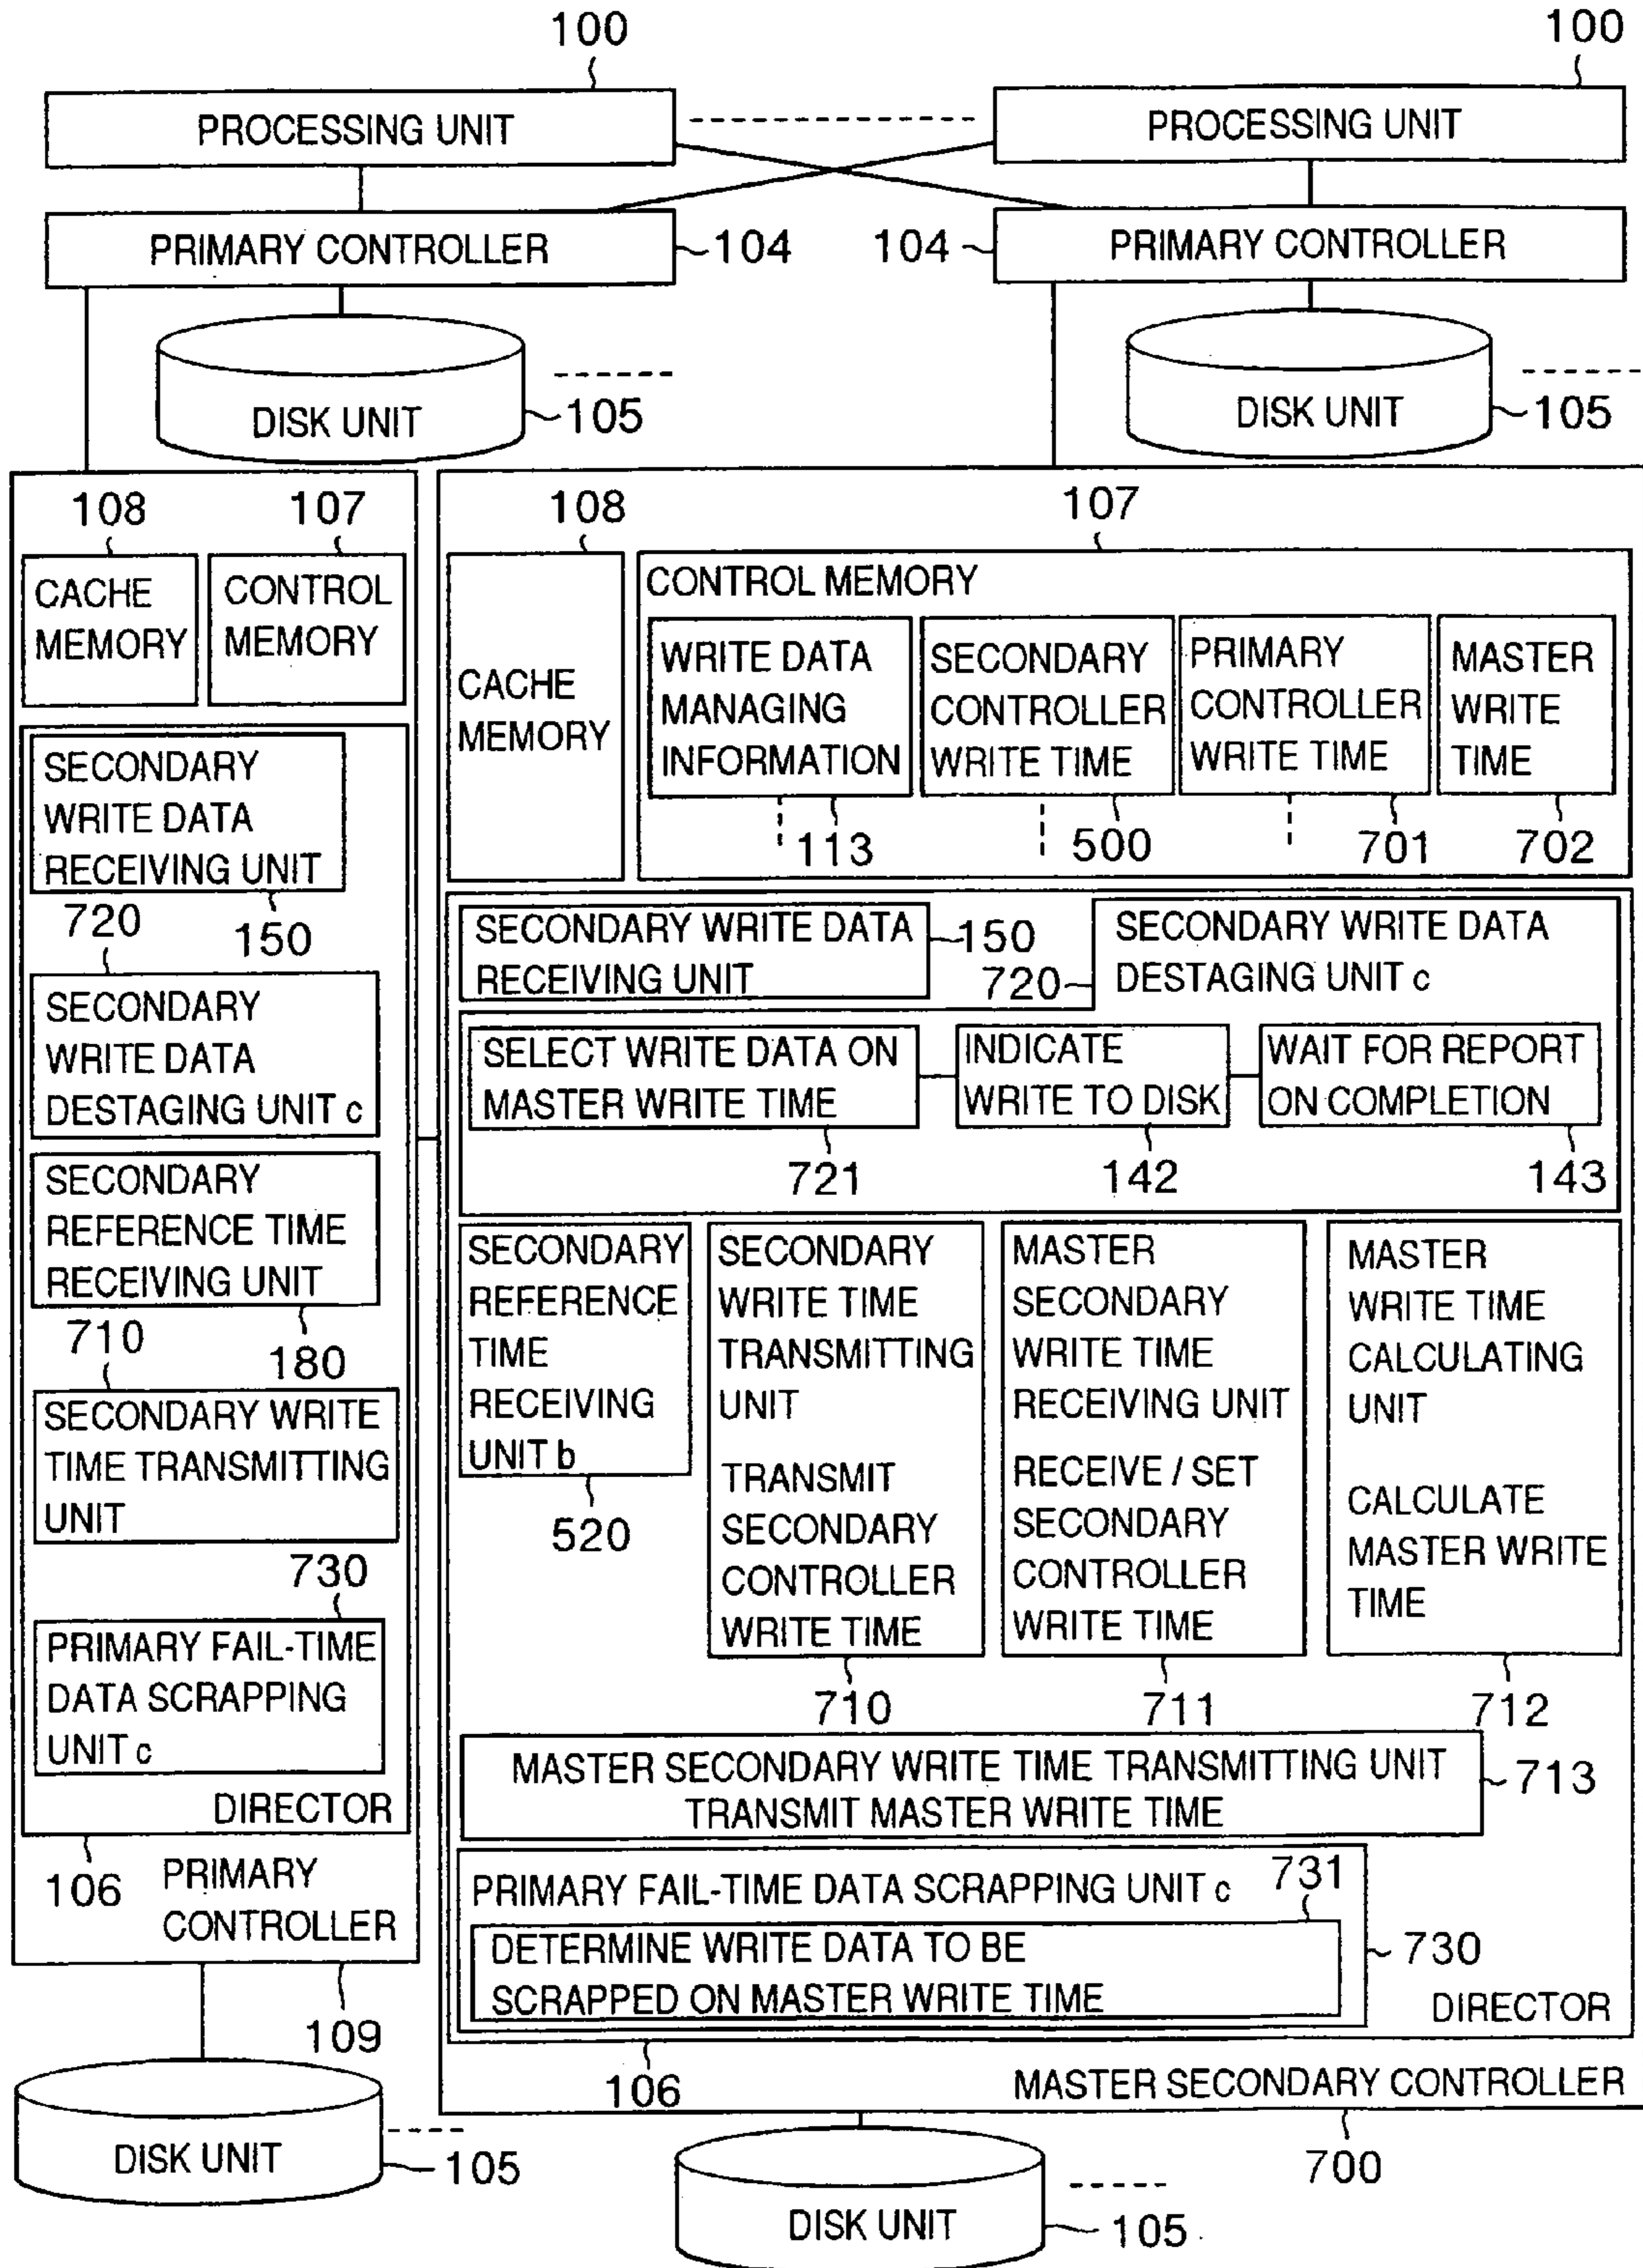 100
100
PROCESSING UNIT
PROCESSING UNIT
PRIMARY CONTROLLER
104
104
PRIMARY CONTROLLER
DISK UNIT
105
DISK UNIT
105
108
107
CACHE
MEMORY
CONTROL
MEMORY
SECONDARY
WRITE DATA
RECEIVING UNIT
720
150
SECONDARY
WRITE DATA
DESTAGING UNIT c
SECONDARY
REFERENCE TIME
RECEIVING UNIT
710
180
SECONDARY WRITE
TIME TRANSMITTING
UNIT
730
PRIMARY FAIL-TIME
DATA SCRAPPING
UNIT c
DIRECTOR
106
PRIMARY
CONTROLLER
109
DISK UNIT
105
108
107
CACHE
MEMORY
CONTROL MEMORY
WRITE DATA
MANAGING
INFORMATION
SECONDARY
CONTROLLER
WRITE TIME
PRIMARY
CONTROLLER
WRITE TIME
MASTER
WRITE
TIME
113
500
701
702
SECONDARY WRITE DATA
RECEIVING UNIT
150
720
SECONDARY WRITE DATA
DESTAGING UNIT c
SELECT WRITE DATA ON
MASTER WRITE TIME
INDICATE
WRITE TO DISK
WAIT FOR REPORT
ON COMPLETION
721
142
143
SECONDARY
REFERENCE
TIME
RECEIVING
UNIT b
520
SECONDARY
WRITE TIME
TRANSMITTING
UNIT
TRANSMIT
SECONDARY
CONTROLLER
WRITE TIME
710
MASTER
SECONDARY
WRITE TIME
RECEIVING UNIT
RECEIVE / SET
SECONDARY
CONTROLLER
WRITE TIME
711
MASTER
WRITE TIME
CALCULATING
UNIT
CALCULATE
MASTER WRITE
TIME
712
MASTER SECONDARY WRITE TIME TRANSMITTING UNIT
TRANSMIT MASTER WRITE TIME
713
PRIMARY FAIL-TIME DATA SCRAPPING UNIT c
731
DETERMINE WRITE DATA TO BE
SCRAPPED ON MASTER WRITE TIME
730
DIRECTOR
106
MASTER SECONDARY CONTROLLER
700
DISK UNIT
105